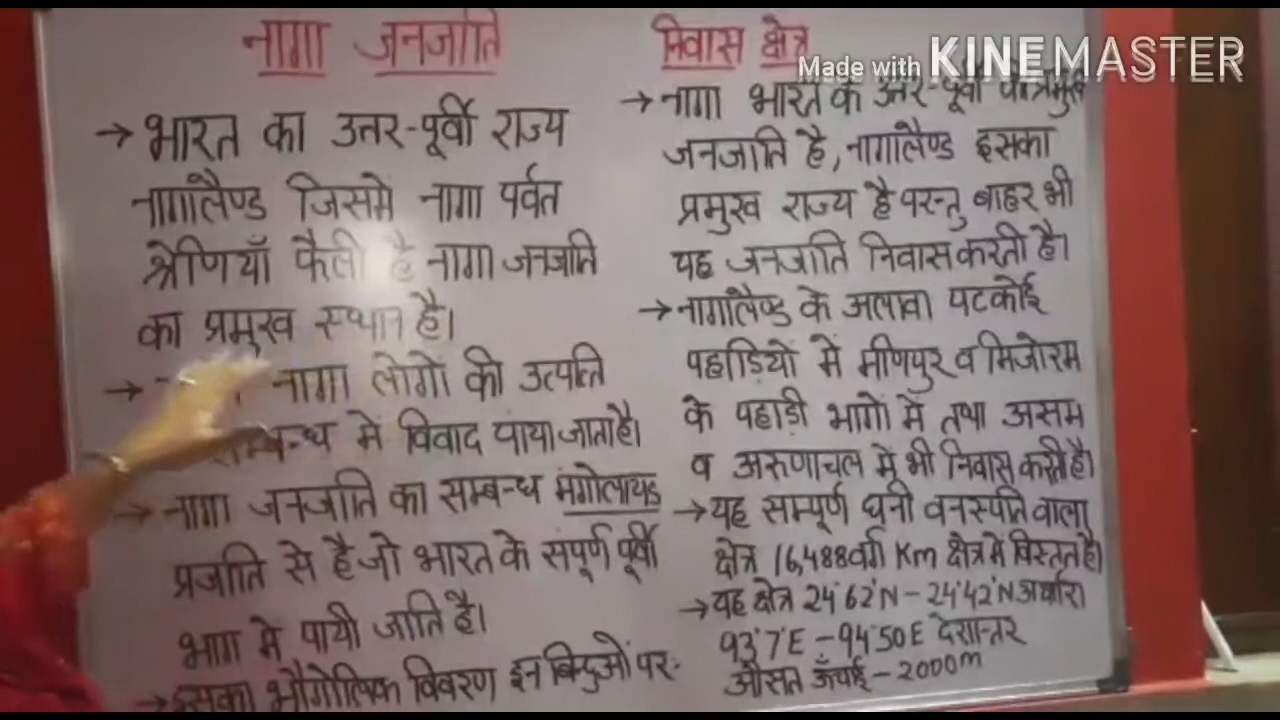 नागा जनजाति
→ भारत का उत्तर-पूर्वी राज्य
नागालैण्ड जिसमें नागा पर्वत
श्रेणियाँ फैली है नागा जनजाति
का प्रमुख स्थान है।
→ नागा लोगों की उत्पत्ति
सम्बन्ध में विवाद पाया जाता है।
→ नागा जनजाति का सम्बन्ध मंगोलायड
प्रजाति से है जो भारत के संपूर्ण पूर्वी
भाग में पायी जाति है।
→ इसका भौगोलिक विवरण इन बिन्दुओं पर:-
निवास क्षेत्र
Made with KINEMASTER
→ नागा भारत के उत्तर-पूर्वी
जनजाति है, नागालैण्ड इसका
प्रमुख राज्य है परन्तु बाहर भी
यह जनजाति निवास करती है।
→ नागालैण्ड के अलावा पटकोई
पहाड़ियों में मणिपुर व मिजोरम
के पहाड़ी भागों में तथा असम
व अरुणाचल में भी निवास करती है।
→ यह सम्पूर्ण घनी वनस्पति वाला
क्षेत्र 16,488 वर्ग Km क्षेत्र में विस्तृत है।
→ यह क्षेत्र 24°62'N - 24°42'N
93°7'E - 94°50E देशान्तर
औसत ऊँचाई - 2000m